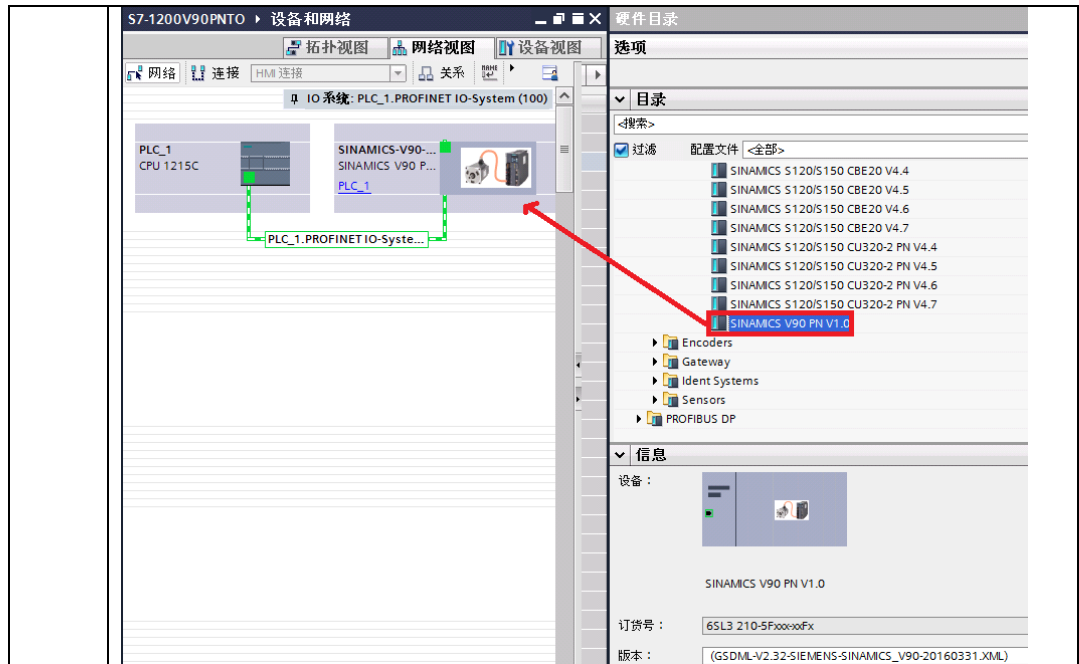 S7-1200V90PNTO ▸ 设备和网络
拓扑视图 网络视图 设备视图
网络 连接 HMI 连接 关系
IO 系统: PLC_1.PROFINET IO-System (100)
PLC_1
CPU 1215C
SINAMICS-V90-...
SINAMICS V90 P...
PLC_1
PLC_1.PROFINET IO-Syste...
硬件目录
选项
目录
<搜索>
过滤 配置文件 <全部>
SINAMICS S120/S150 CBE20 V4.4
SINAMICS S120/S150 CBE20 V4.5
SINAMICS S120/S150 CBE20 V4.6
SINAMICS S120/S150 CBE20 V4.7
SINAMICS S120/S150 CU320-2 PN V4.4
SINAMICS S120/S150 CU320-2 PN V4.5
SINAMICS S120/S150 CU320-2 PN V4.6
SINAMICS S120/S150 CU320-2 PN V4.7
SINAMICS V90 PN V1.0
Encoders
Gateway
Ident Systems
Sensors
PROFIBUS DP
信息
设备：
SINAMICS V90 PN V1.0
订货号： 6SL3 210-5Fxxx-xxFx
版本： (GSDML-V2.32-SIEMENS-SINAMICS_V90-20160331.XML)